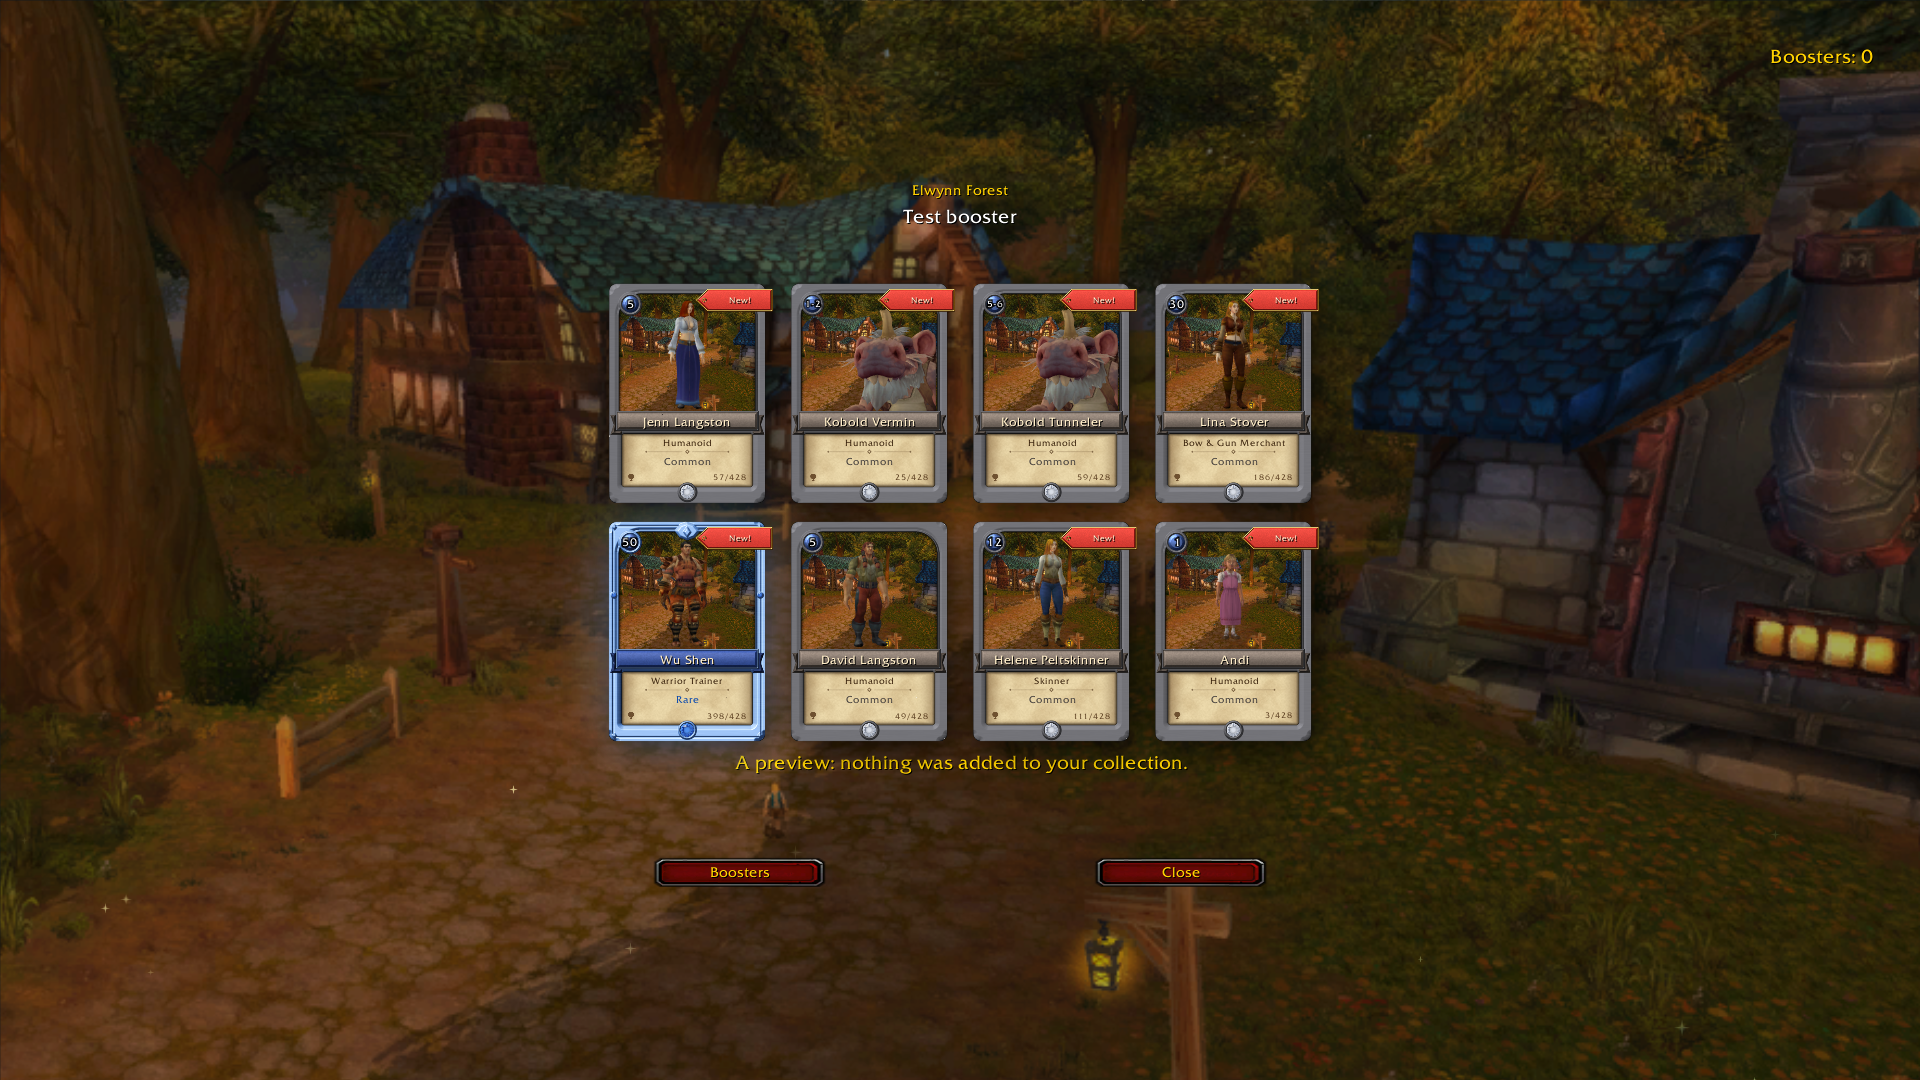 Boosters: 0
Elwynn Forest
Test booster
5
New!
Jenn Langston
Humanoid
Common
57/428
1-2
New!
Kobold Vermin
Humanoid
Common
25/428
5-6
New!
Kobold Tunneler
Humanoid
Common
59/428
30
New!
Lina Stover
Bow & Gun Merchant
Common
186/428
50
New!
Wu Shen
Warrior Trainer
Rare
398/428
5
David Langston
Humanoid
Common
49/428
12
New!
Helene Peltskinner
Skinner
Common
111/428
1
New!
Andi
Humanoid
Common
3/428
A preview: nothing was added to your collection.
Boosters
Close